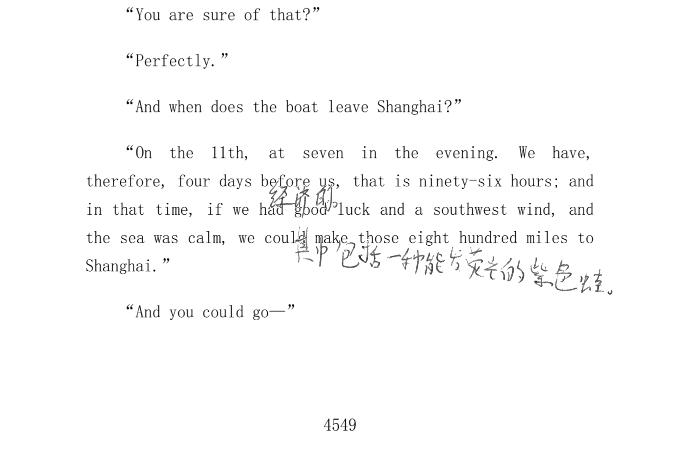 “You are sure of that?”
“Perfectly.”
“And when does the boat leave Shanghai?”
“On the 11th, at seven in the evening. We have,
therefore, four days before us, that is ninety-six hours; and
经济的。
in that time, if we had good luck and a southwest wind, and
the sea was calm, we could make those eight hundred miles to
其中包括一种能发荧光的紫色蛙。
Shanghai.”
“And you could go—”
4549